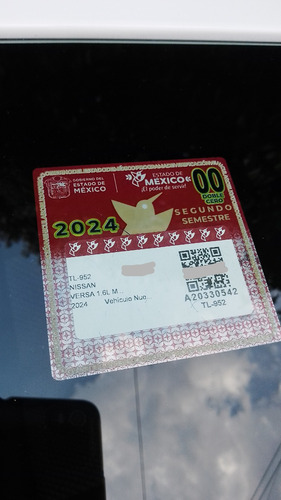 GOBIERNO DEL
ESTADO DE
MÉXICO
ESTADO DE
MÉXICO
¡El poder de servir!
00
DOBLE
CERO
2024
SEGUNDO
SEMESTRE
TL-952
NISSAN
VERSA 1.6L M...
2024 Vehículo Nue...
A20330542
TL-952